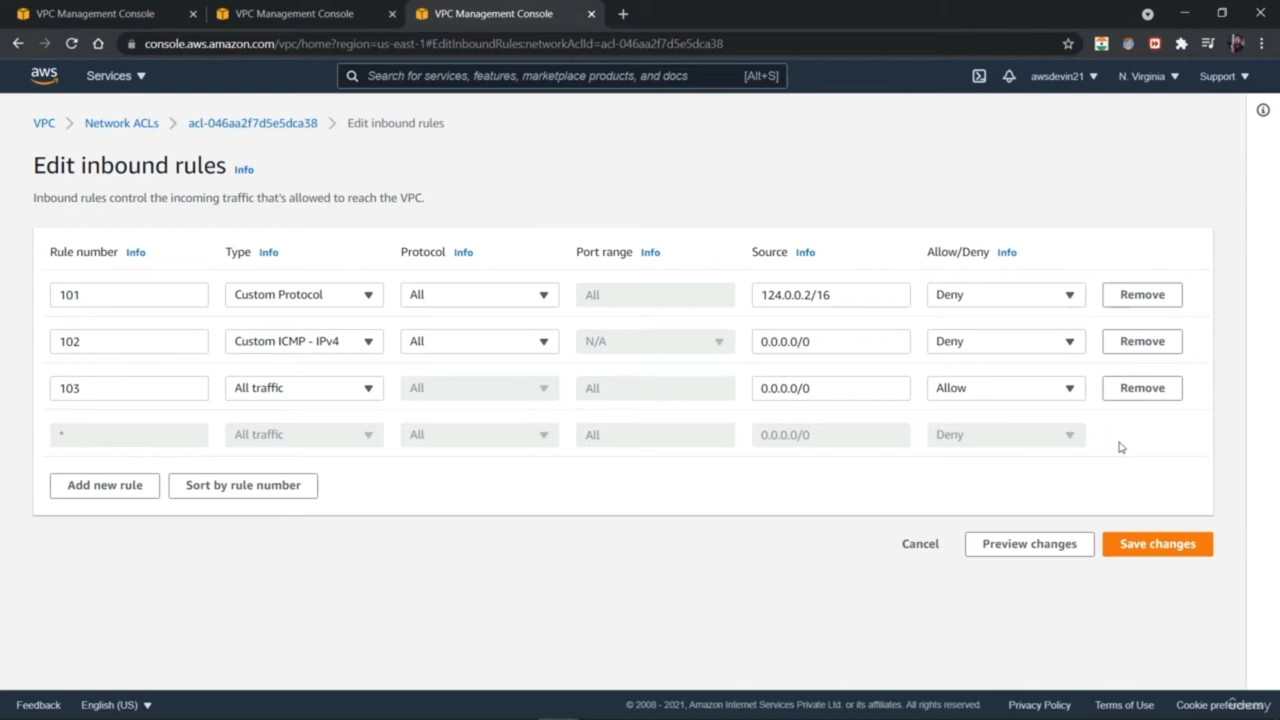 VPC Management Console
VPC Management Console
VPC Management Console
console.aws.amazon.com/vpc/home?region=us-east-1#EditInboundRules:networkAclId=acl-046aa2f7d5e5dca38
aws Services Search for services, features, marketplace products, and docs [Alt+S] awsdevin21 N. Virginia Support
VPC > Network ACLs > acl-046aa2f7d5e5dca38 > Edit inbound rules
Edit inbound rules Info
Inbound rules control the incoming traffic that's allowed to reach the VPC.
Rule number Info Type Info Protocol Info Port range Info Source Info Allow/Deny Info
101 Custom Protocol All All 124.0.0.2/16 Deny Remove
102 Custom ICMP - IPv4 All N/A 0.0.0.0/0 Deny Remove
103 All traffic All All 0.0.0.0/0 Allow Remove
* All traffic All All 0.0.0.0/0 Deny
Add new rule Sort by rule number
Cancel Preview changes Save changes
Feedback English (US) © 2008 - 2021, Amazon Internet Services Private Ltd. or its affiliates. All rights reserved. Privacy Policy Terms of Use Cookie preferences
Udemy